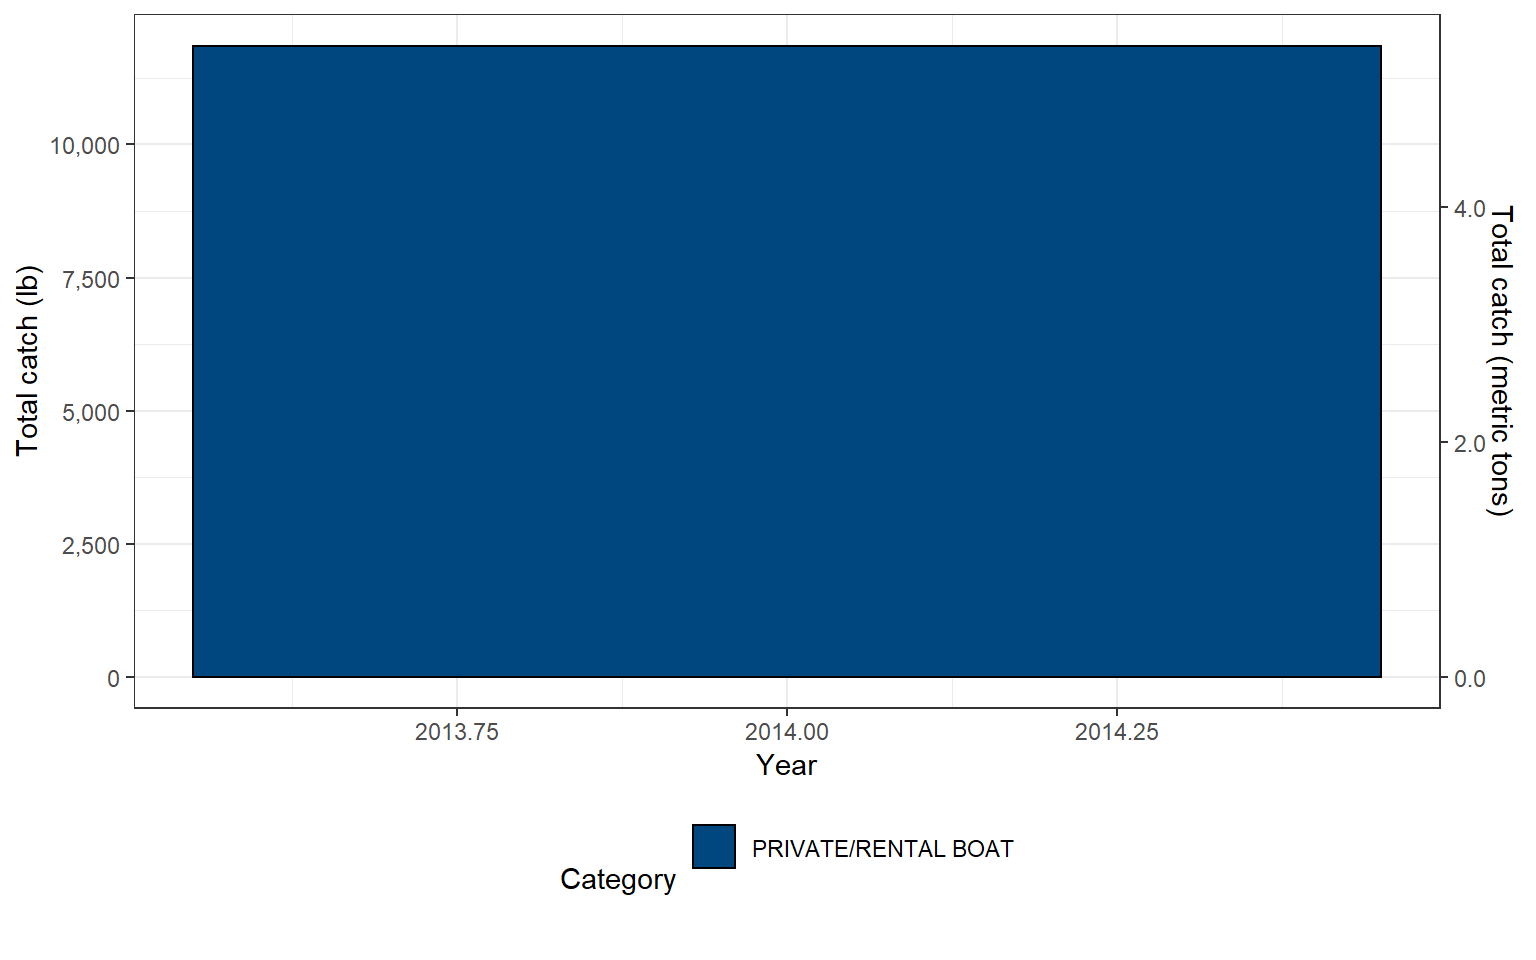 Total catch (lb)
10,000
7,500
5,000
2,500
0
4.0
2.0
0.0
Total catch (metric tons)
2013.75
2014.00
2014.25
Year
Category
PRIVATE/RENTAL BOAT